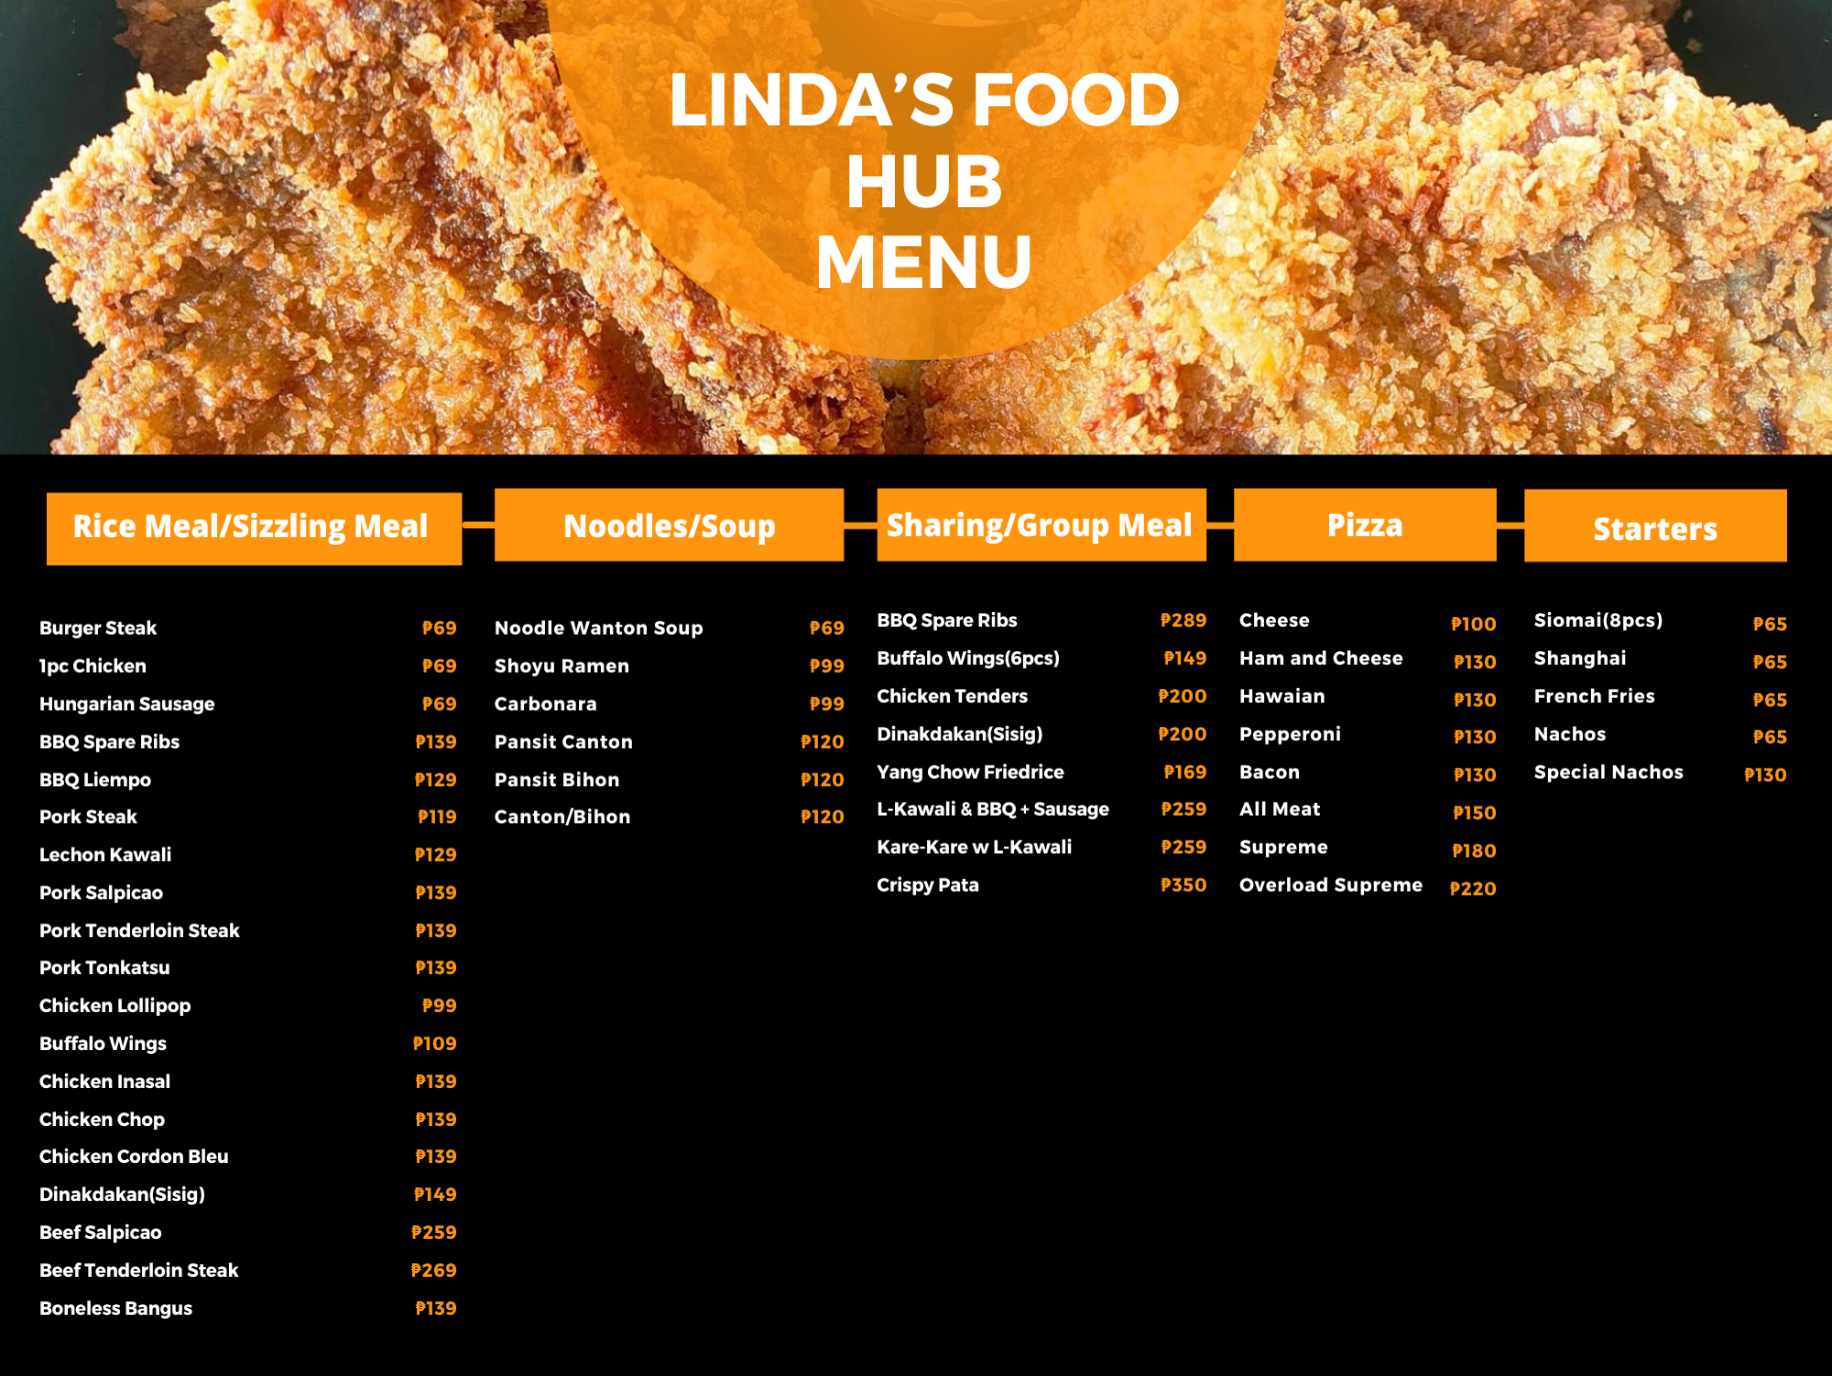 LINDA’S FOOD
HUB
MENU
Rice Meal/Sizzling Meal
Burger Steak ₱69
1pc Chicken ₱69
Hungarian Sausage ₱69
BBQ Spare Ribs ₱139
BBQ Liempo ₱129
Pork Steak ₱119
Lechon Kawali ₱129
Pork Salpicao ₱139
Pork Tenderloin Steak ₱139
Pork Tonkatsu ₱139
Chicken Lollipop ₱99
Buffalo Wings ₱109
Chicken Inasal ₱139
Chicken Chop ₱139
Chicken Cordon Bleu ₱139
Dinakdakan(Sisig) ₱149
Beef Salpicao ₱259
Beef Tenderloin Steak ₱269
Boneless Bangus ₱139
Noodles/Soup
Noodle Wanton Soup ₱69
Shoyu Ramen ₱99
Carbonara ₱99
Pansit Canton ₱120
Pansit Bihon ₱120
Canton/Bihon ₱120
Sharing/Group Meal
BBQ Spare Ribs ₱289
Buffalo Wings(6pcs) ₱149
Chicken Tenders ₱200
Dinakdakan(Sisig) ₱200
Yang Chow Friedrice ₱169
L-Kawali & BBQ + Sausage ₱259
Kare-Kare w L-Kawali ₱259
Crispy Pata ₱350
Pizza
Cheese ₱100
Ham and Cheese ₱130
Hawaian ₱130
Pepperoni ₱130
Bacon ₱130
All Meat ₱150
Supreme ₱180
Overload Supreme ₱220
Starters
Siomai(8pcs) ₱65
Shanghai ₱65
French Fries ₱65
Nachos ₱65
Special Nachos ₱130